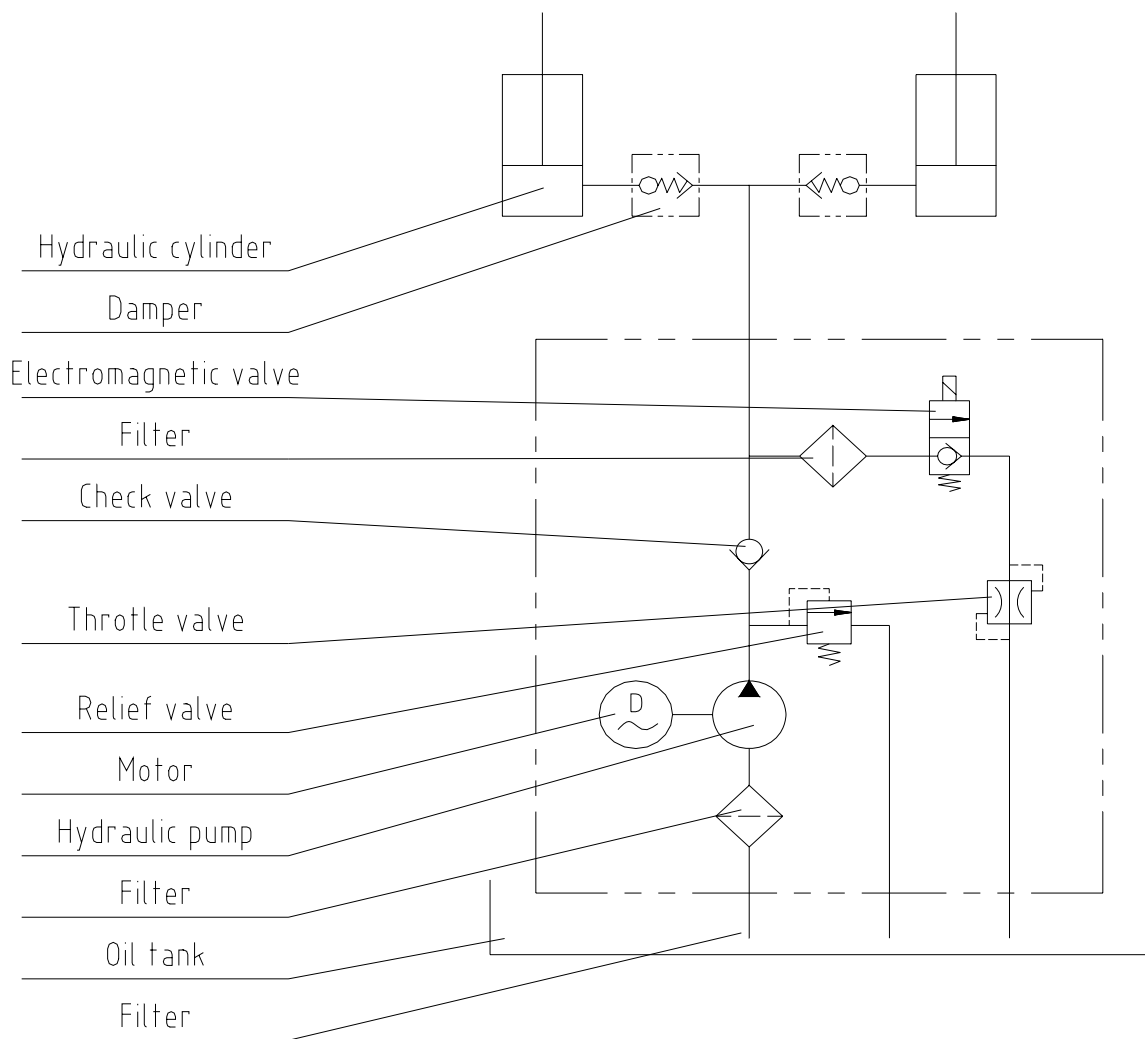 Hydraulic cylinder
Damper
Electromagnetic valve
Filter
Check valve
Throtle valve
Relief valve
D
Motor
Hydraulic pump
Filter
Oil tank
Filter